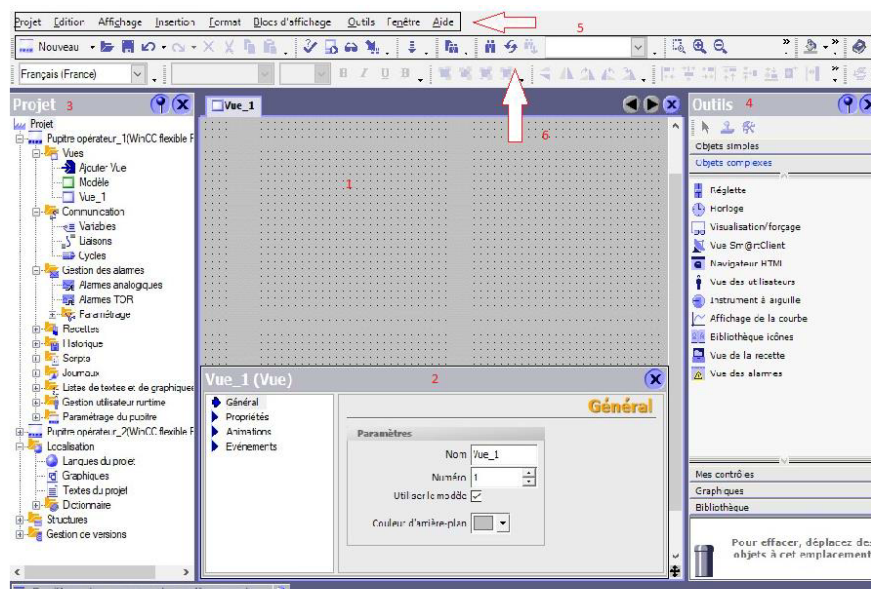 Projet Edition Affichage Insertion Format Blocs d'affichage Outils Fenêtre Aide
5
Nouveau
Français (France)
B I U B
6
Projet 3
Projet
Pupitre opérateur_1(WinCC flexible F
Vues
Ajouter Vue
Modèle
Vue_1
Communication
Variables
Liaisons
Cycles
Gestion des alarmes
Alarmes analogiques
Alarmes TOR
Paramétrage
Recettes
Historique
Scripts
Journaux
Listes de textes et de graphiques
Gestion utilisateur runtime
Paramétrage du pupitre
Pupitre opérateur_2(WinCC flexible F
Localisation
Langues du projet
Graphiques
Textes du projet
Dictionnaire
Structures
Gestion de versions
Vue_1
1
Vue_1 (Vue)
2
Général
Propriétés
Animations
Evénements
Général
Paramètres
Nom Vue_1
Numéro 1
Utiliser le modèle
Couleur d'arrière-plan
Outils 4
Objets simples
Objets complexes
Réglette
Horloge
Visualisation/forçage
Vue Sm@rtClient
Navigateur HTML
Vue des utilisateurs
Instrument à aiguille
Affichage de la courbe
Bibliothèque icônes
Vue de la recette
Vue des alarmes
Mes contrôles
Graphiques
Bibliothèque
Pour effacer, déplacez des
objets à cet emplacement